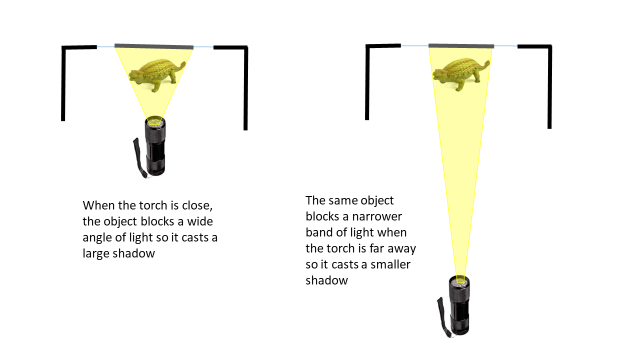 When the torch is close,
the object blocks a wide
angle of light so it casts a
large shadow
The same object
blocks a narrower
band of light when
the torch is far away
so it casts a smaller
shadow